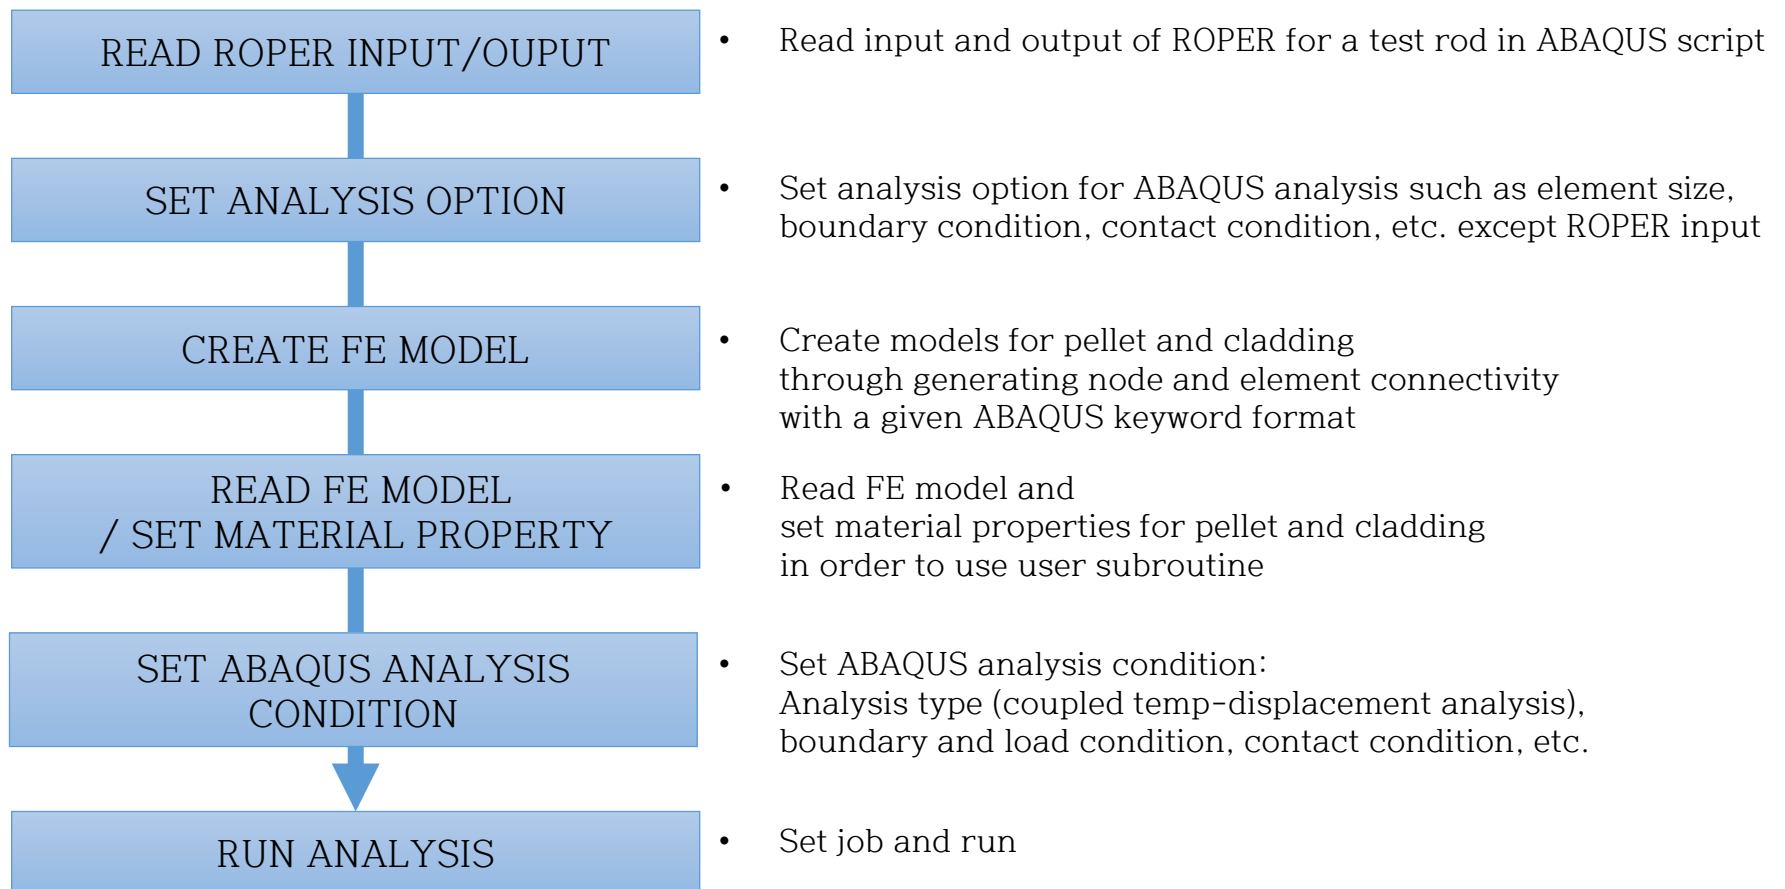 READ ROPER INPUT/OUPUT
• Read input and output of ROPER for a test rod in ABAQUS script
SET ANALYSIS OPTION
• Set analysis option for ABAQUS analysis such as element size,
boundary condition, contact condition, etc. except ROPER input
CREATE FE MODEL
• Create models for pellet and cladding
through generating node and element connectivity
with a given ABAQUS keyword format
READ FE MODEL
/ SET MATERIAL PROPERTY
• Read FE model and
set material properties for pellet and cladding
in order to use user subroutine
SET ABAQUS ANALYSIS
CONDITION
• Set ABAQUS analysis condition:
Analysis type (coupled temp-displacement analysis),
boundary and load condition, contact condition, etc.
RUN ANALYSIS
• Set job and run